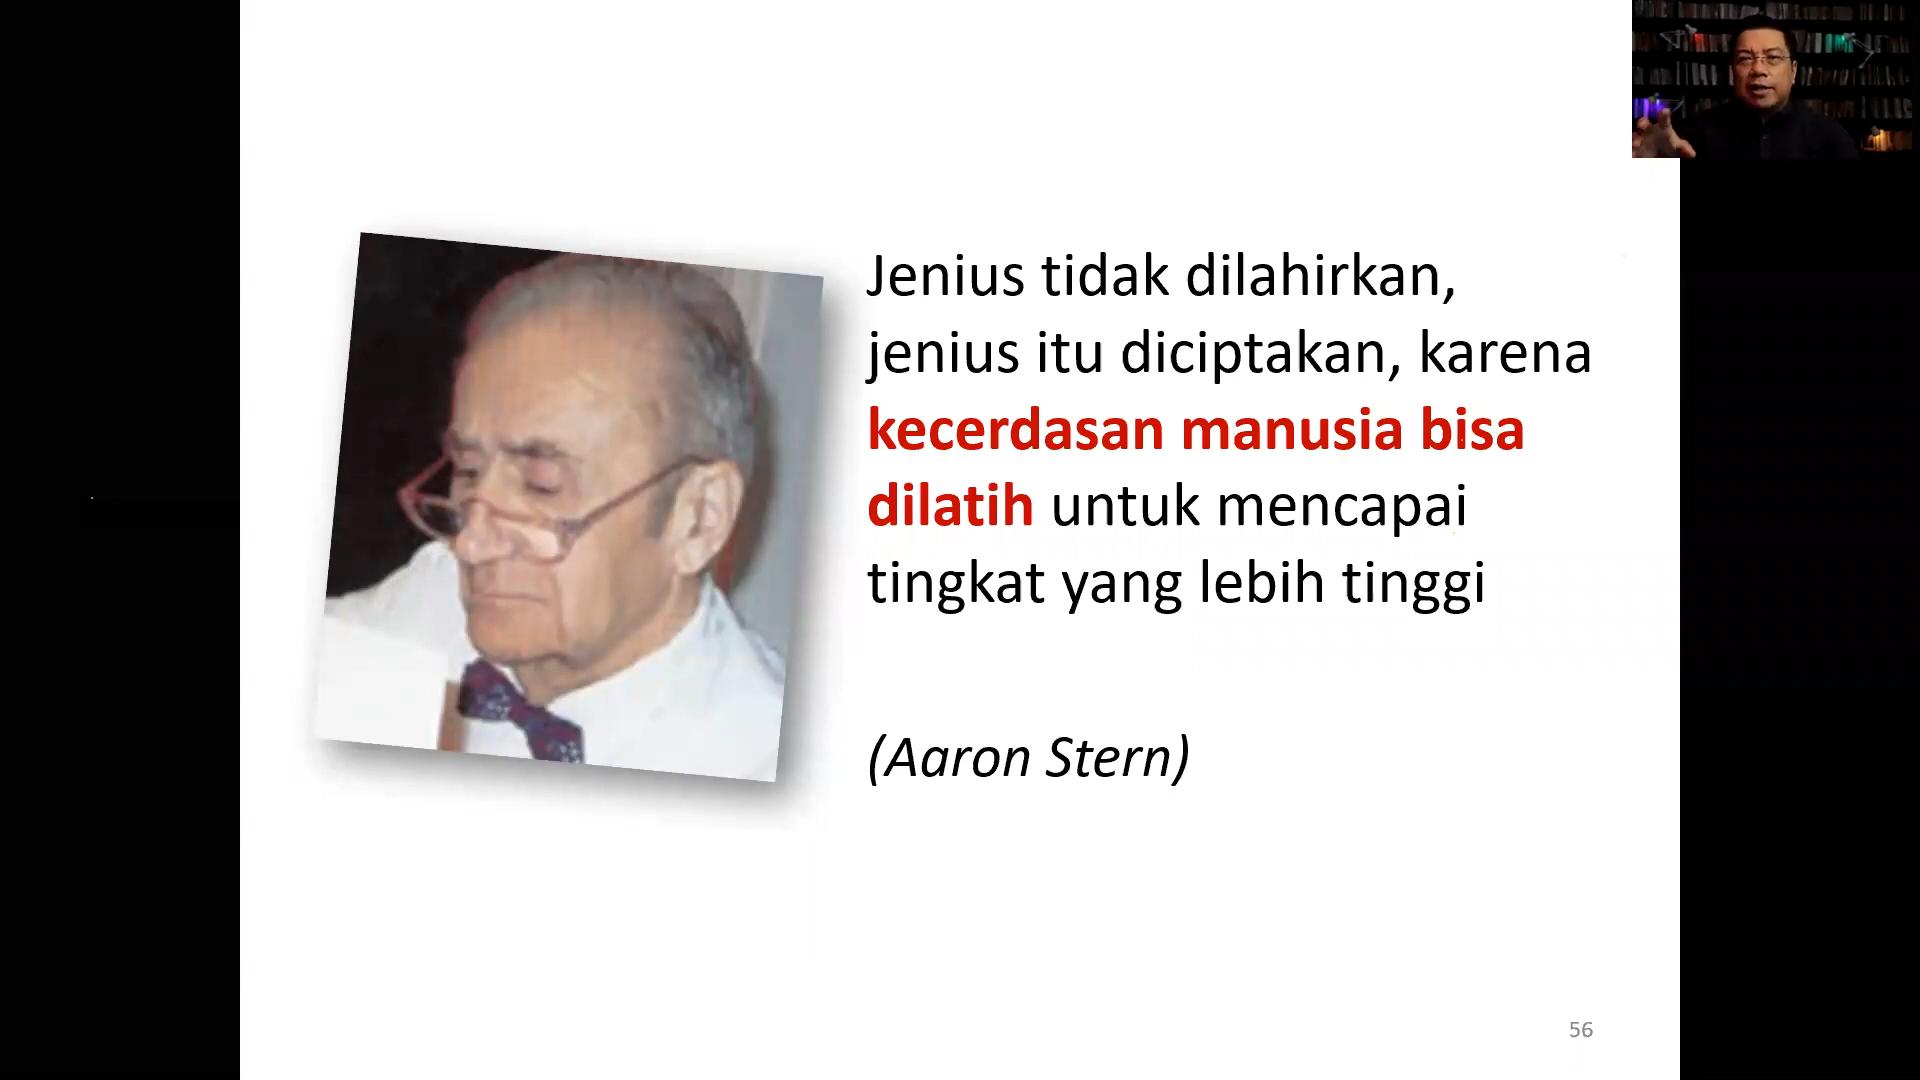 Jenius tidak dilahirkan,
jenius itu diciptakan, karena
kecerdasan manusia bisa
dilatih untuk mencapai
tingkat yang lebih tinggi
(Aaron Stern)
56